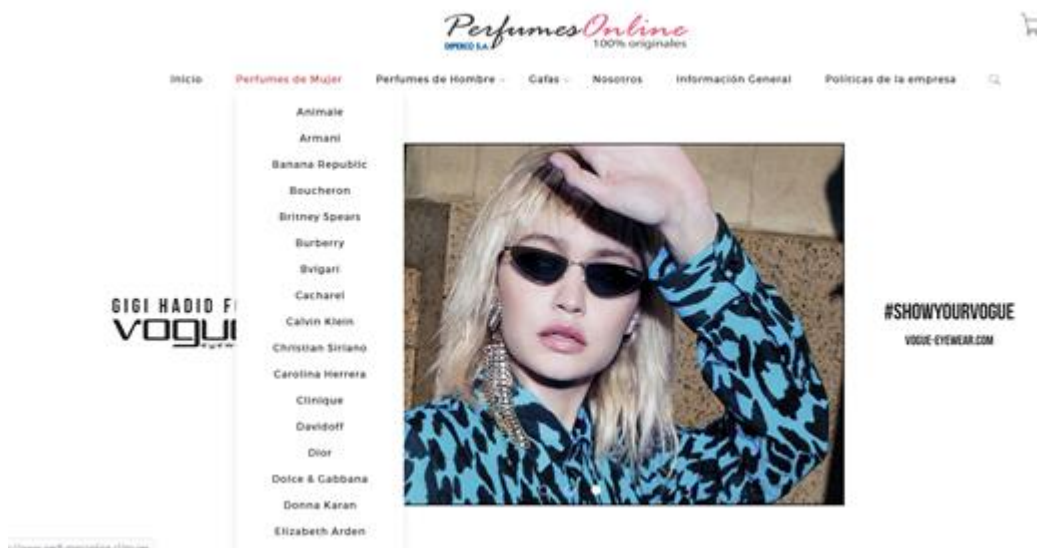 PerfumesOnline
DIPERCO S.A.
100% originales
Inicio Perfumes de Mujer Perfumes de Hombre Gafas Nosotros Información General Políticas de la empresa
Animale
Armani
Banana Republic
Boucheron
Britney Spears
Burberry
Bvlgari
Cacharel
Calvin Klein
Christian Siriano
Carolina Herrera
Clinique
Davidoff
Dior
Dolce & Gabbana
Donna Karan
Elizabeth Arden
GIGI HADID
VOGUE
#SHOWYOURVOGUE
VOGUE-EYEWEAR.COM